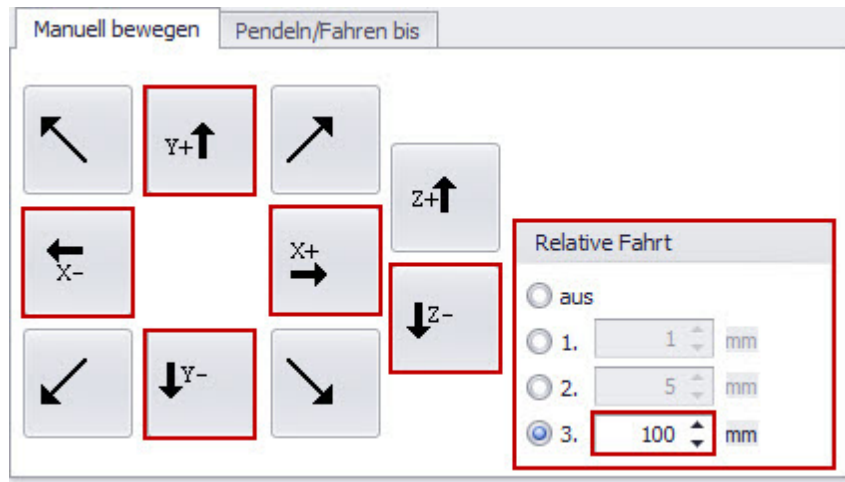 Manuell bewegen Pendeln/Fahren bis
Y+
Z+
X-
X+
Z-
Y-
Relative Fahrt
aus
1. 1 mm
2. 5 mm
3. 100 mm